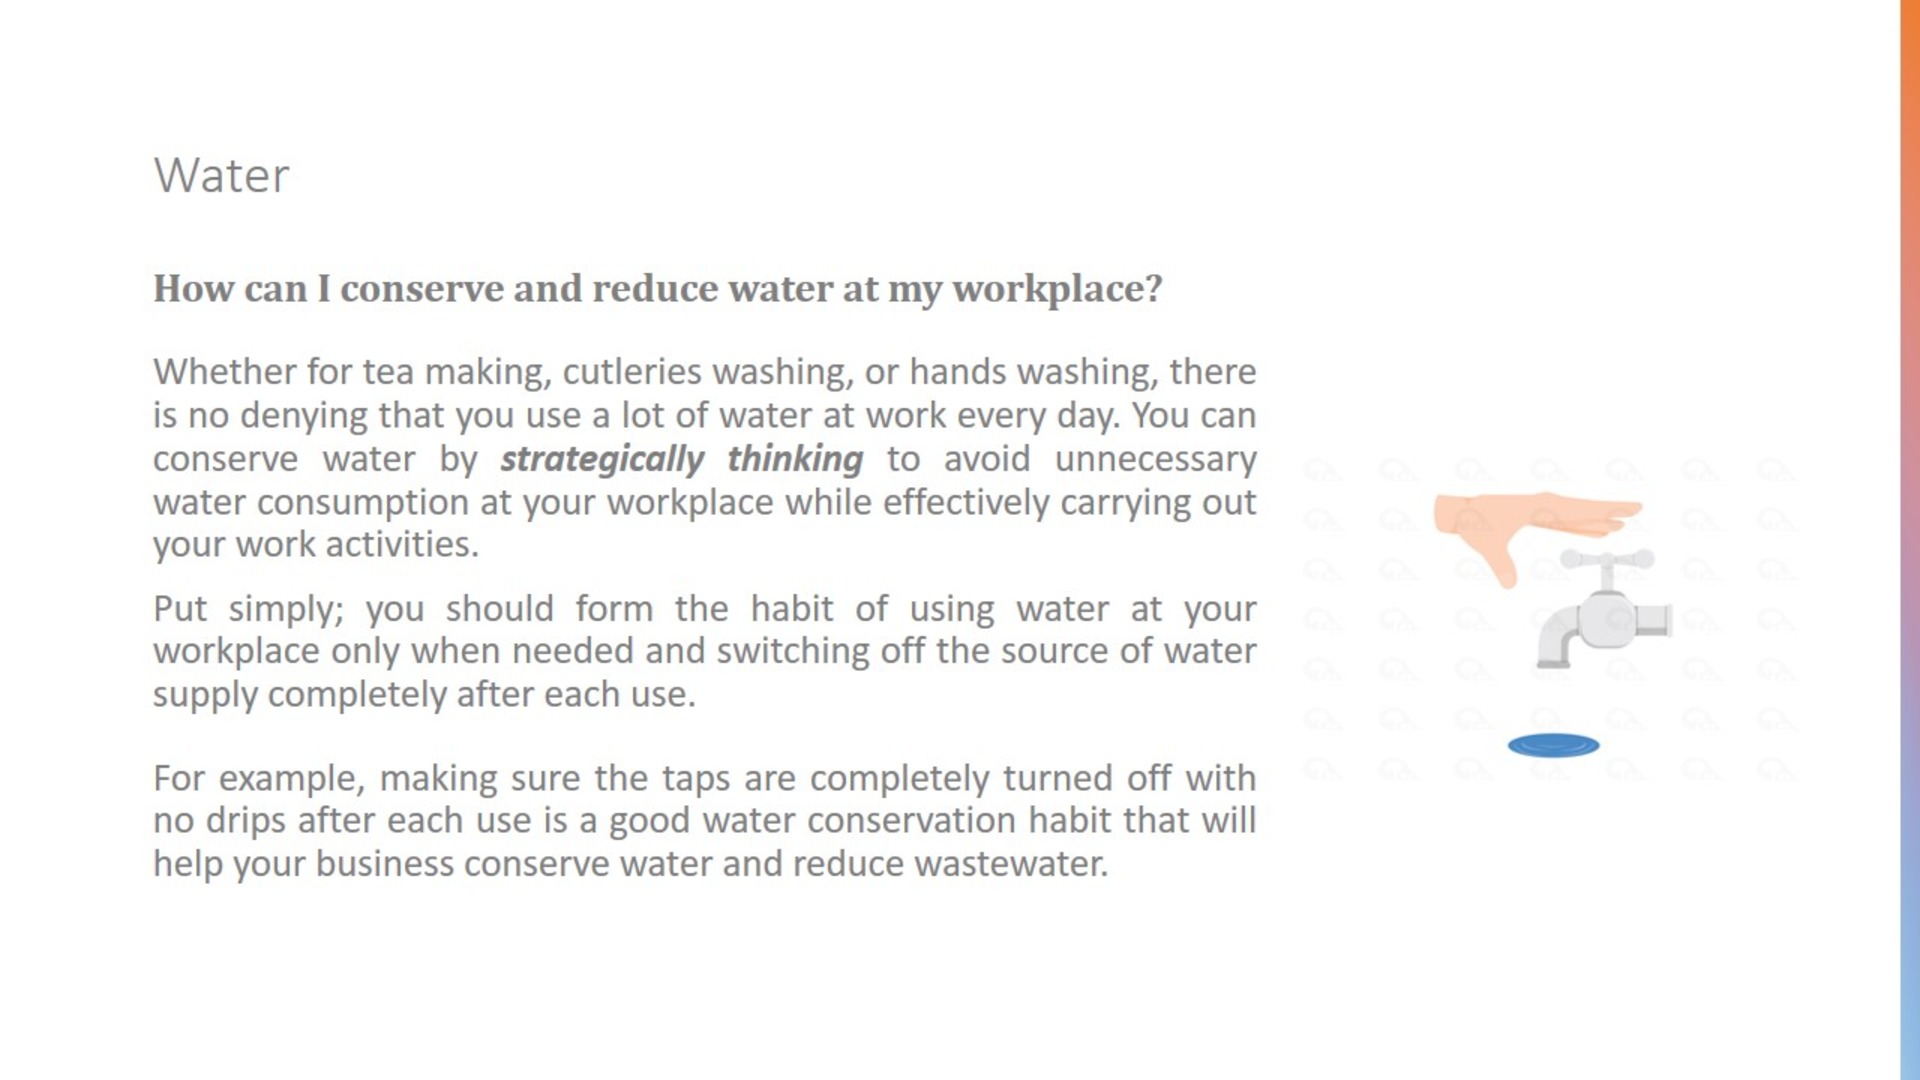 Water
How can I conserve and reduce water at my workplace?
Whether for tea making, cutleries washing, or hands washing, there
is no denying that you use a lot of water at work every day. You can
conserve water by strategically thinking to avoid unnecessary
water consumption at your workplace while effectively carrying out
your work activities.
Put simply; you should form the habit of using water at your
workplace only when needed and switching off the source of water
supply completely after each use.
For example, making sure the taps are completely turned off with
no drips after each use is a good water conservation habit that will
help your business conserve water and reduce wastewater.